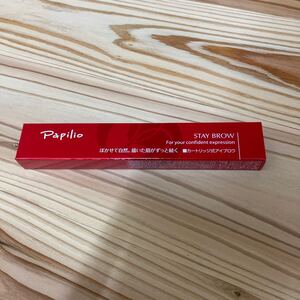 Papilio
STAY BROW
For your confident expression
ぼかせて自然。描いた眉がずっと続く ■カートリッジ式アイブロウ